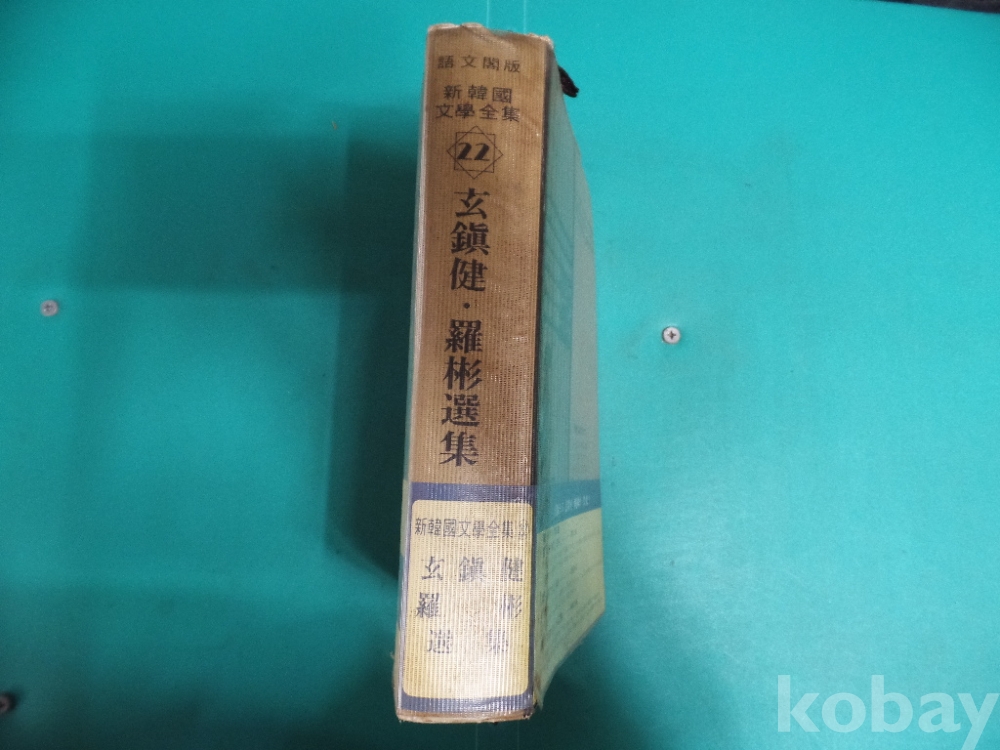 語文閣版
新韓國
文學全集
22
玄鎭健·羅彬選集
新韓國文學全集
玄鎭健
羅彬
選集
kobay